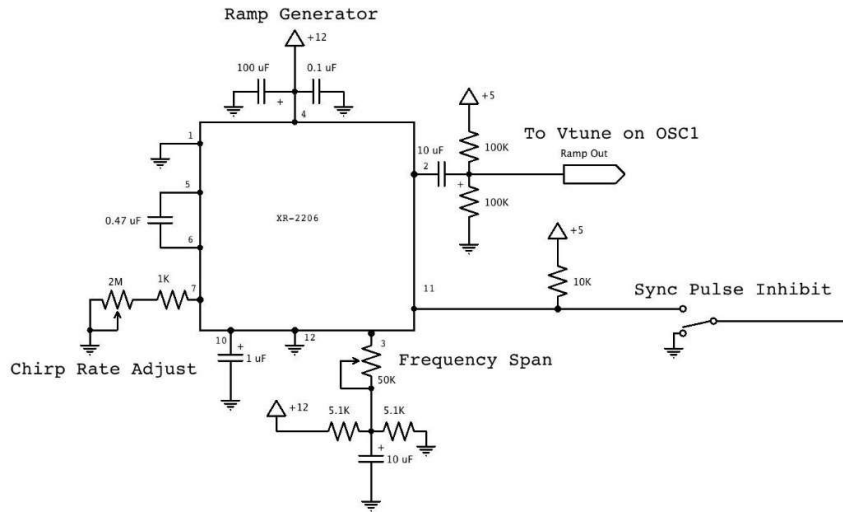 Ramp Generator
+12
100 uF
0.1 uF
+
4
1
+5
10 uF
To Vtune on OSC1
2
100K
Ramp Out
5
+
100K
XR-2206
0.47 uF
+5
6
2M
1K
7
11
10K
Sync Pulse Inhibit
10
+
12
3
Chirp Rate Adjust
1 uF
Frequency Span
50K
+12
5.1K
5.1K
+
10 uF